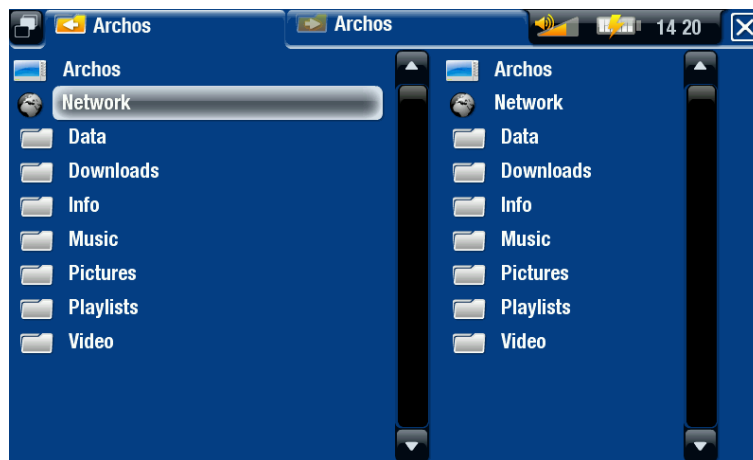 Archos
Archos
14 20
Archos
Network
Data
Downloads
Info
Music
Pictures
Playlists
Video
Archos
Network
Data
Downloads
Info
Music
Pictures
Playlists
Video